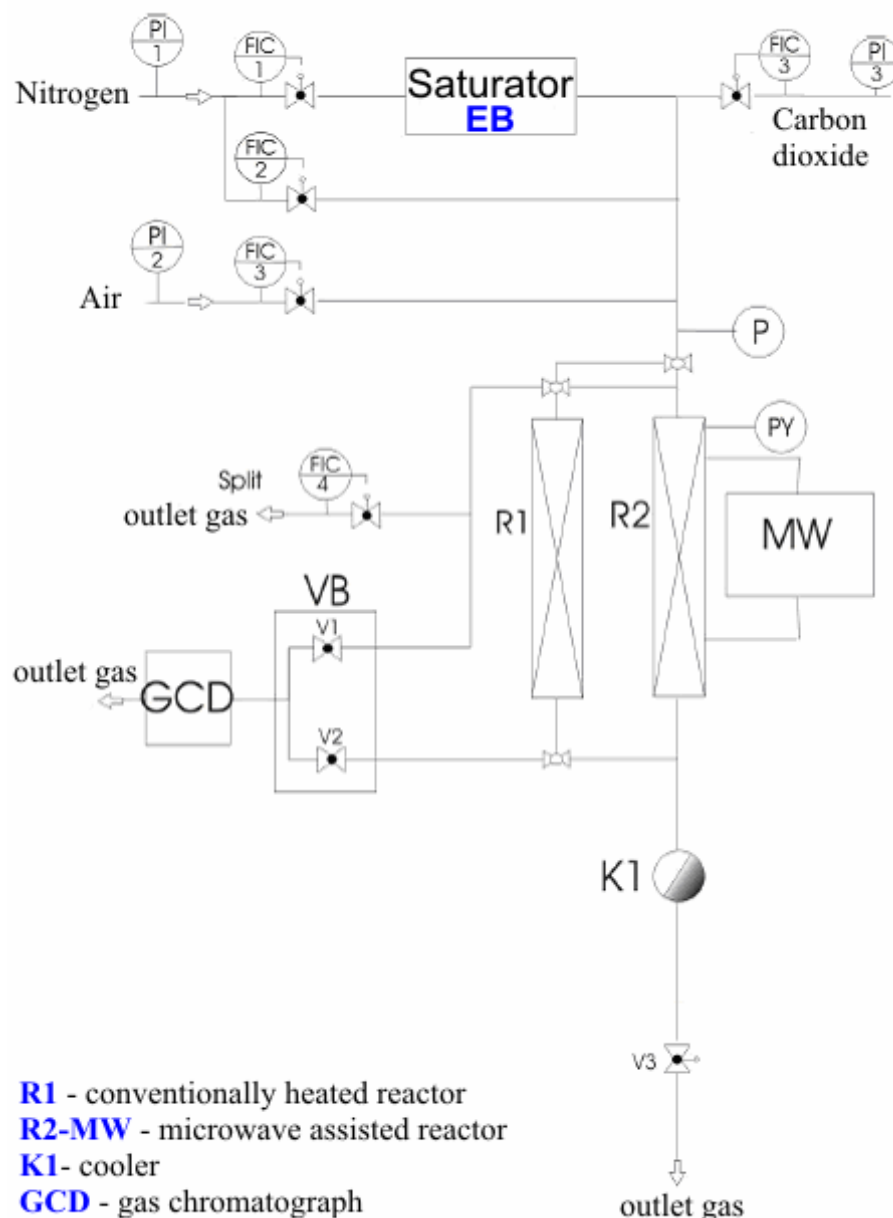 PI
1
FIC
1
Saturator
EB
FIC
3
PI
3
Nitrogen
Carbon
dioxide
FIC
2
PI
2
FIC
3
Air
P
PY
Split
FIC
4
outlet gas
R1
R2
MW
VB
V1
outlet gas
GCD
V2
K1
V3
R1 - conventionally heated reactor
R2-MW - microwave assisted reactor
K1- cooler
GCD - gas chromatograph
outlet gas